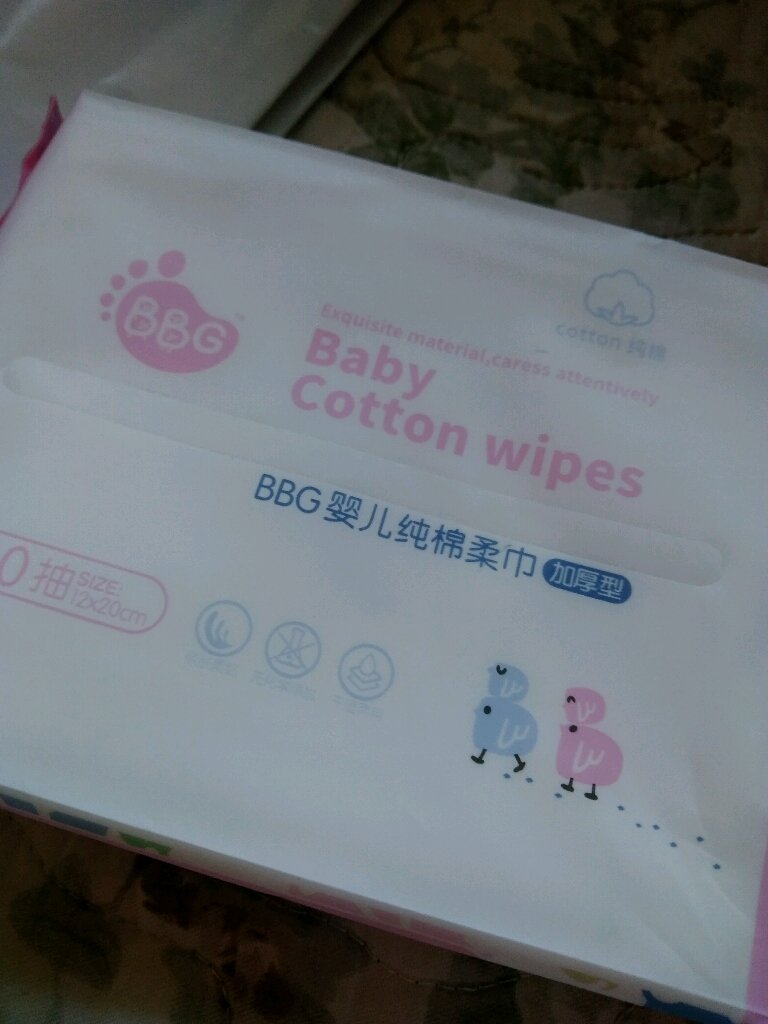 BBG
cotton 纯棉
Exquisite material,caress attentively
Baby
Cotton wipes
BBG婴儿纯棉柔巾 加厚型
0抽 SIZE:
12x20cm